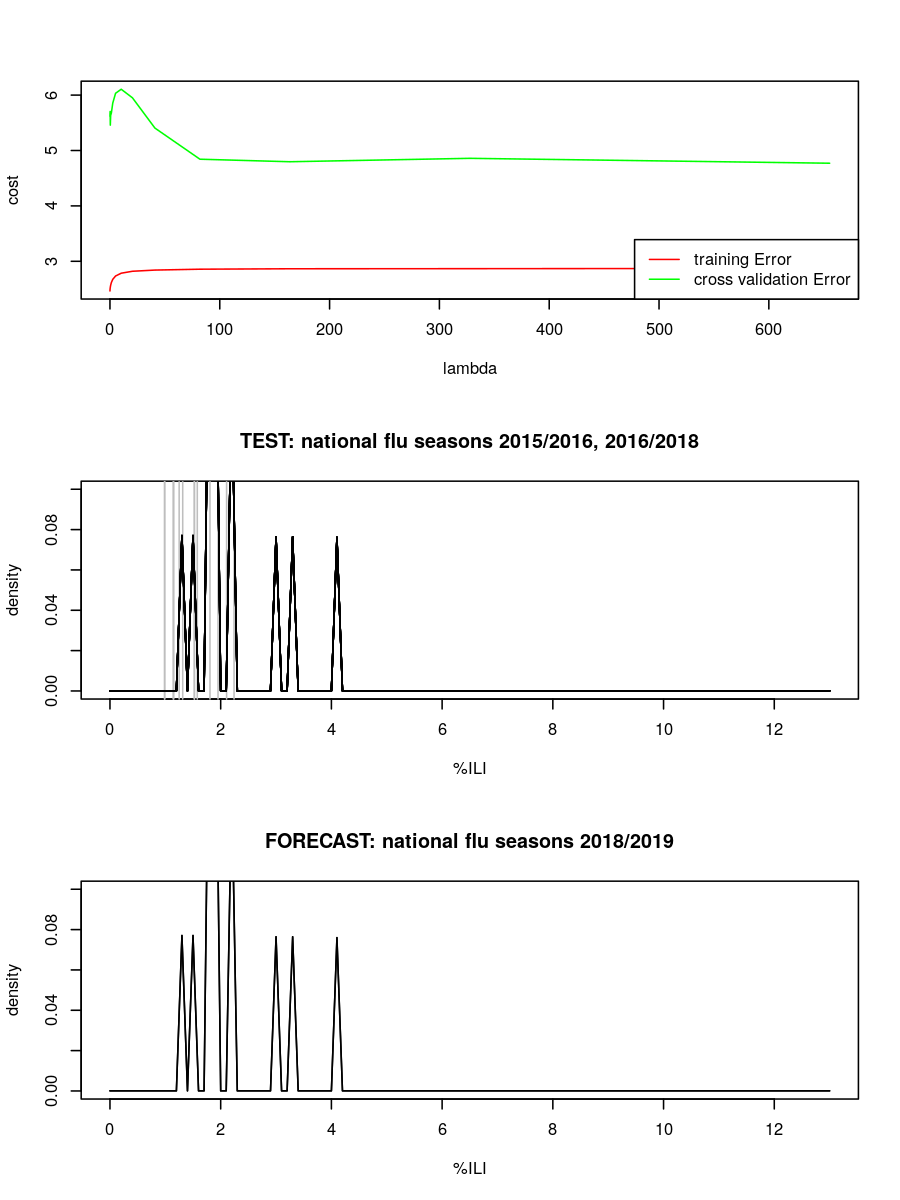 6
5
4
3
cost
training Error
cross validation Error
0 100 200 300 400 500 600
lambda
TEST: national flu seasons 2015/2016, 2016/2018
0.08
0.04
0.00
density
0 2 4 6 8 10 12
%ILI
FORECAST: national flu seasons 2018/2019
0.08
0.04
0.00
density
0 2 4 6 8 10 12
%ILI